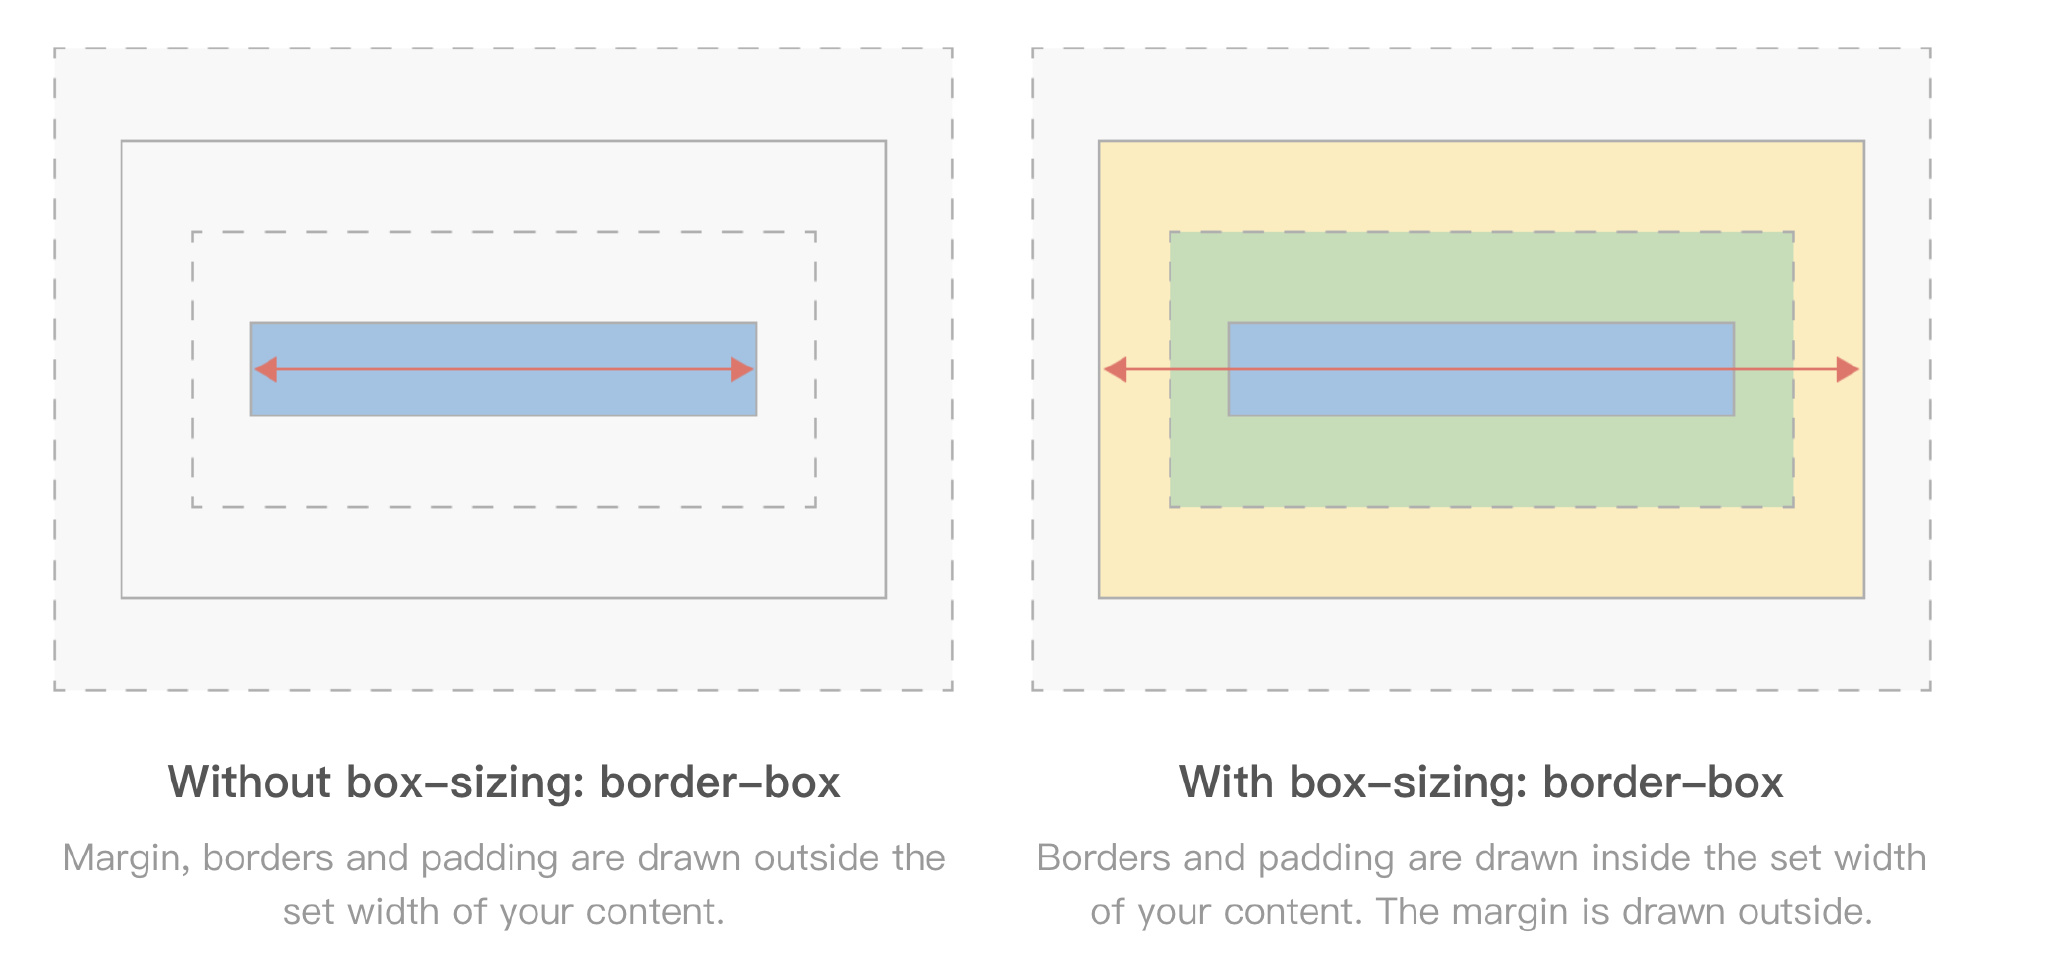 Without box-sizing: border-box
Margin, borders and padding are drawn outside the
set width of your content.
With box-sizing: border-box
Borders and padding are drawn inside the set width
of your content. The margin is drawn outside.